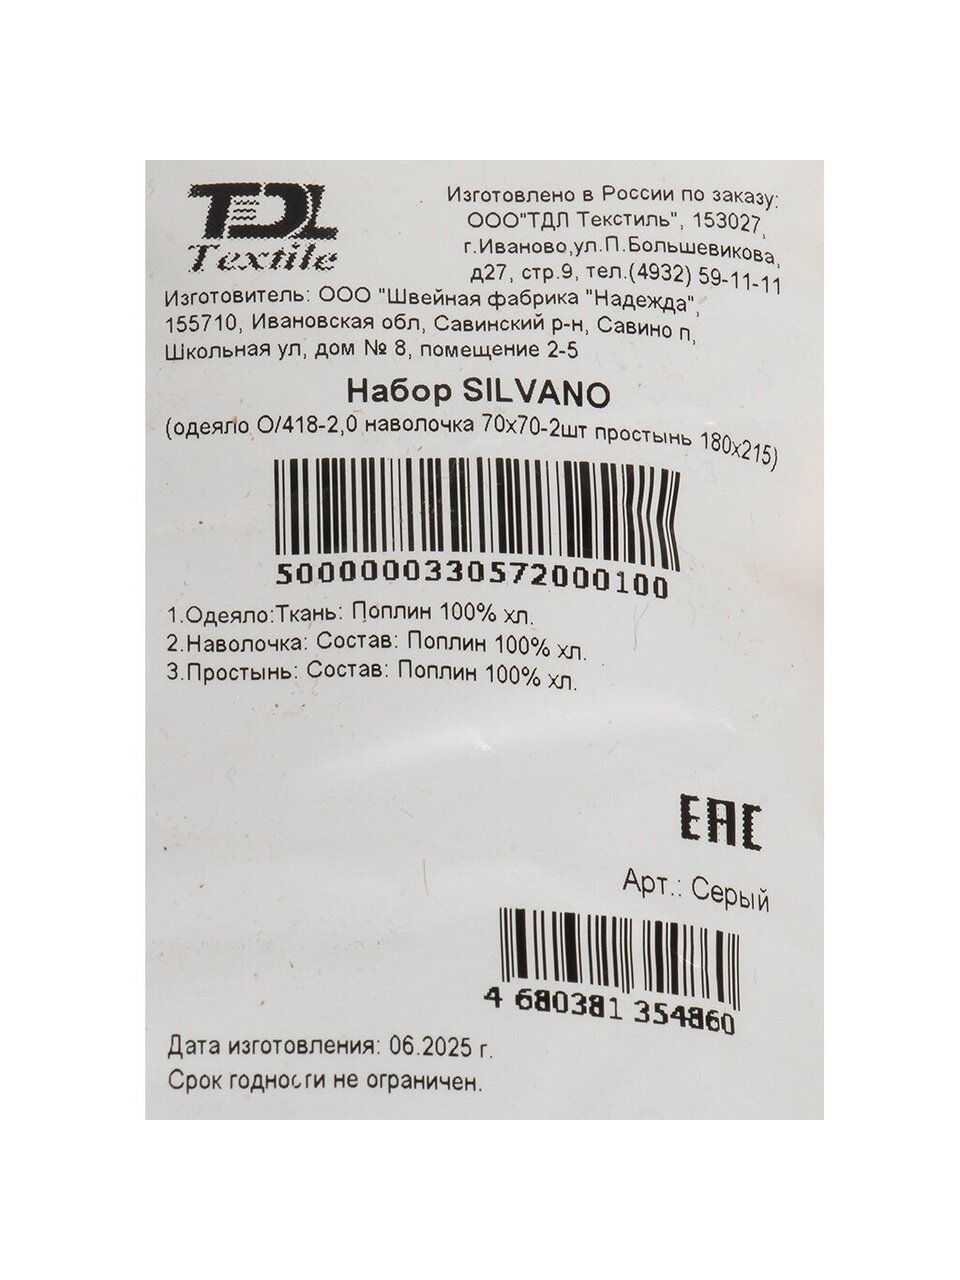 TDL
Textile
Изготовлено в России по заказу:
ООО"ТДЛ Текстиль", 153027,
г.Иваново,ул.П.Большевикова,
д27, стр.9, тел.(4932) 59-11-11
Изготовитель: ООО "Швейная фабрика "Надежда",
155710, Ивановская обл, Савинский р-н, Савино п,
Школьная ул, дом № 8, помещение 2-5
Набор SILVANO
(одеяло О/418-2,0 наволочка 70х70-2шт простынь 180х215)
5000000330572000100
1.Одеяло:Ткань: Поплин 100% хл.
2.Наволочка: Состав: Поплин 100% хл.
3.Простынь: Состав: Поплин 100% хл.
EAC
Арт.: Серый
4 680381 354860
Дата изготовления: 06.2025 г.
Срок годности не ограничен.